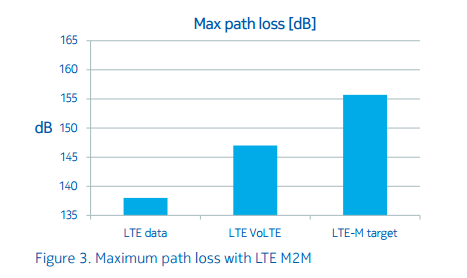 Max path loss [dB]
165
160
155
dB 150
145
140
135
LTE data LTE VoLTE LTE-M target
Figure 3. Maximum path loss with LTE M2M